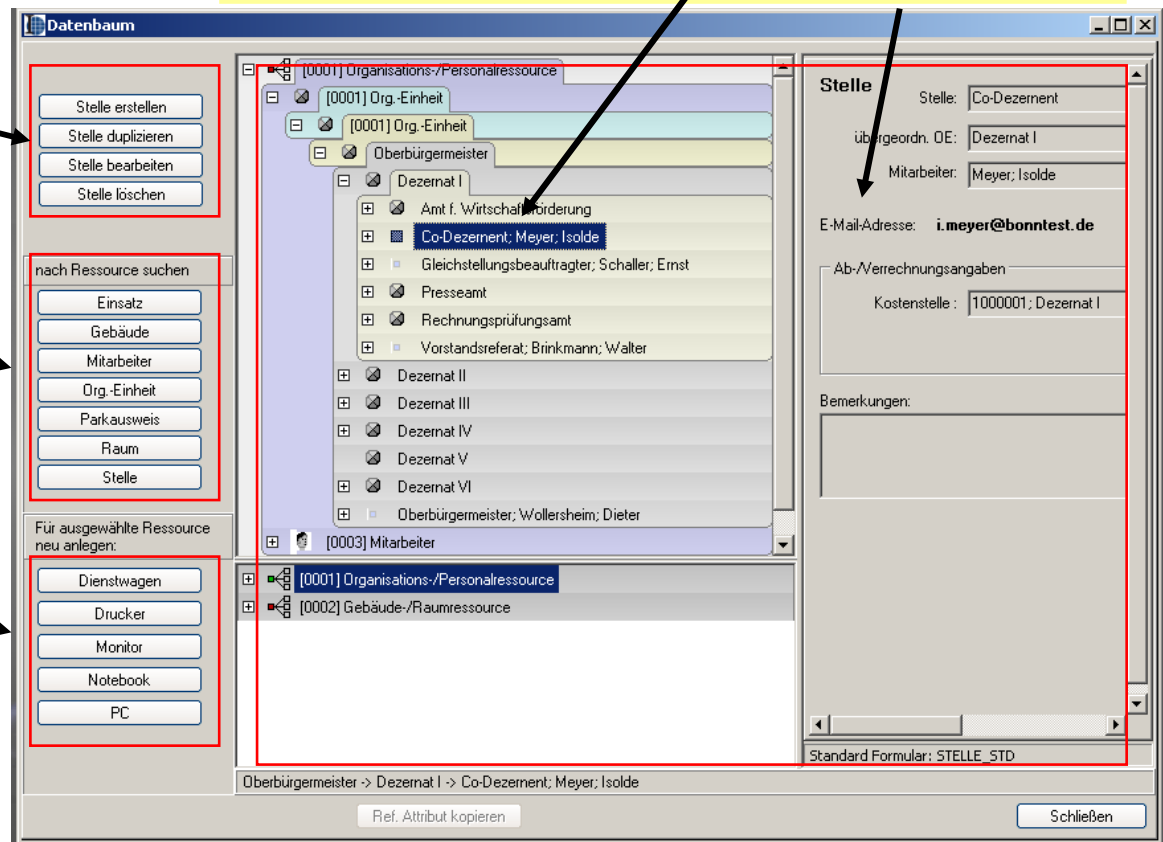 Datenbaum
Stelle erstellen
Stelle duplizieren
Stelle bearbeiten
Stelle löschen
nach Ressource suchen
Einsatz
Gebäude
Mitarbeiter
Org.-Einheit
Parkausweis
Raum
Stelle
Für ausgewählte Ressource
neu anlegen:
Dienstwagen
Drucker
Monitor
Notebook
PC
[0001] Organisations-/Personalressource
[0001] Org.-Einheit
[0001] Org.-Einheit
Oberbürgermeister
Dezernat I
Amt f. Wirtschaftsförderung
Co-Dezernent; Meyer; Isolde
Gleichstellungsbeauftragter; Schaller; Ernst
Presseamt
Rechnungsprüfungsamt
Vorstandsreferat; Brinkmann; Walter
Dezernat II
Dezernat III
Dezernat IV
Dezernat V
Dezernat VI
Oberbürgermeister; Wollersheim; Dieter
[0003] Mitarbeiter
[0001] Organisations-/Personalressource
[0002] Gebäude-/Raumressource
Stelle
Stelle: Co-Dezernent
übergeordn. OE: Dezernat I
Mitarbeiter: Meyer; Isolde
E-Mail-Adresse: i.meyer@bonntest.de
Ab-/Verrechnungsangaben
Kostenstelle : 1000001; Dezernat I
Bemerkungen:
Standard Formular: STELLE_STD
Oberbürgermeister -> Dezernat I -> Co-Dezernent; Meyer; Isolde
Ref. Attribut kopieren
Schließen